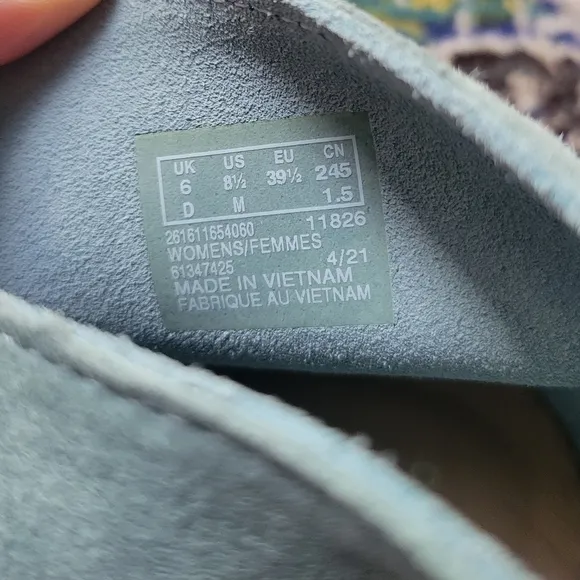 UK US EU CN
6 8½ 39½ 245
D M 1.5
261611654060 11826
WOMENS/FEMMES
61347425 4/21
MADE IN VIETNAM
FABRIQUE AU VIETNAM